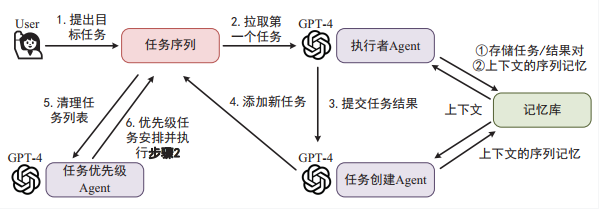 User
1. 提出目
标任务
任务序列
2. 拉取第
一个任务
GPT-4
执行者Agent
①存储任务/结果对
②上下文的序列记忆
5. 清理任
务列表
6. 优先级任
务安排并执
行步骤2
4. 添加新任务
3. 提交任务结果
上下文
记忆库
上下文的序列记忆
GPT-4
任务优先级
Agent
GPT-4
任务创建Agent